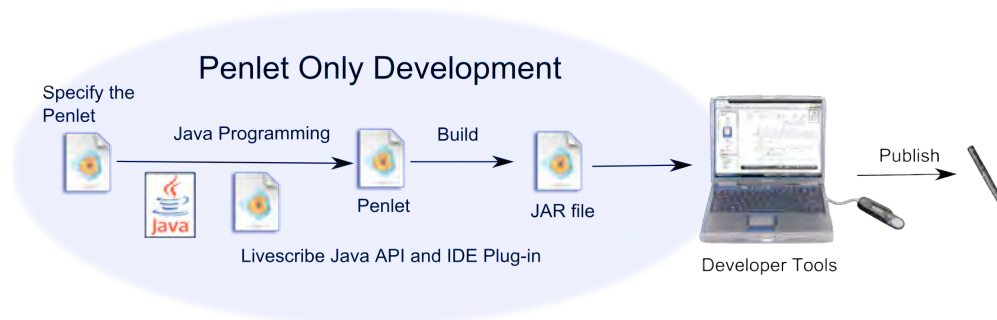 Penlet Only Development
Specify the
Penlet
Java Programming
Build
Publish
Java
Penlet
JAR file
Livescribe Java API and IDE Plug-in
Developer Tools